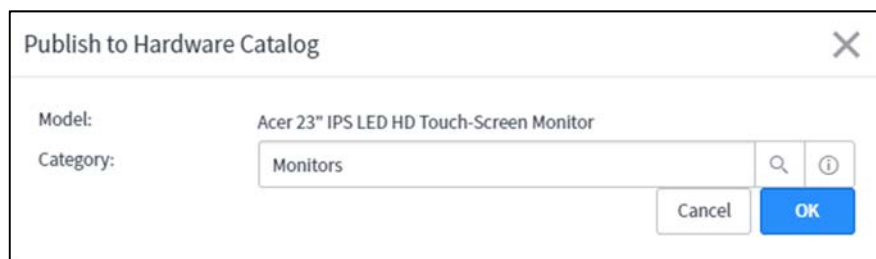 Publish to Hardware Catalog
Model: Acer 23" IPS LED HD Touch-Screen Monitor
Category: Monitors
Cancel OK